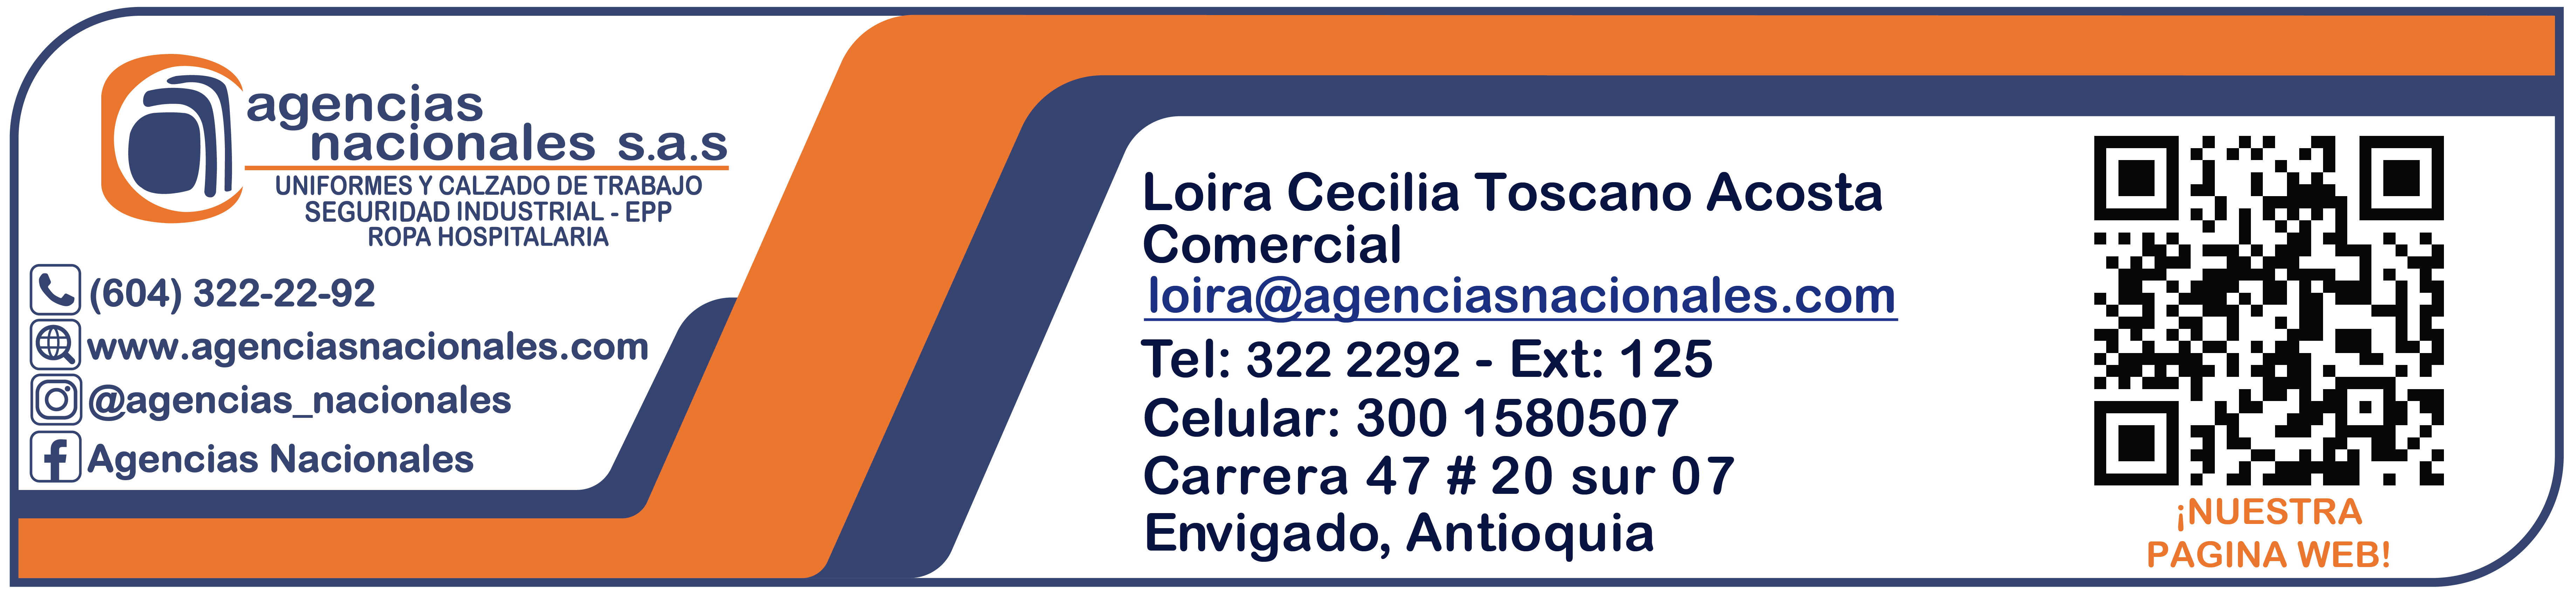 agencias
nacionales s.a.s
UNIFORMES Y CALZADO DE TRABAJO
SEGURIDAD INDUSTRIAL - EPP
ROPA HOSPITALARIA
(604) 322-22-92
www.agenciasnacionales.com
@agencias_nacionales
Agencias Nacionales
Loira Cecilia Toscano Acosta
Comercial
loira@agenciasnacionales.com
Tel: 322 2292 - Ext: 125
Celular: 300 1580507
Carrera 47 # 20 sur 07
Envigado, Antioquia
¡NUESTRA
PAGINA WEB!